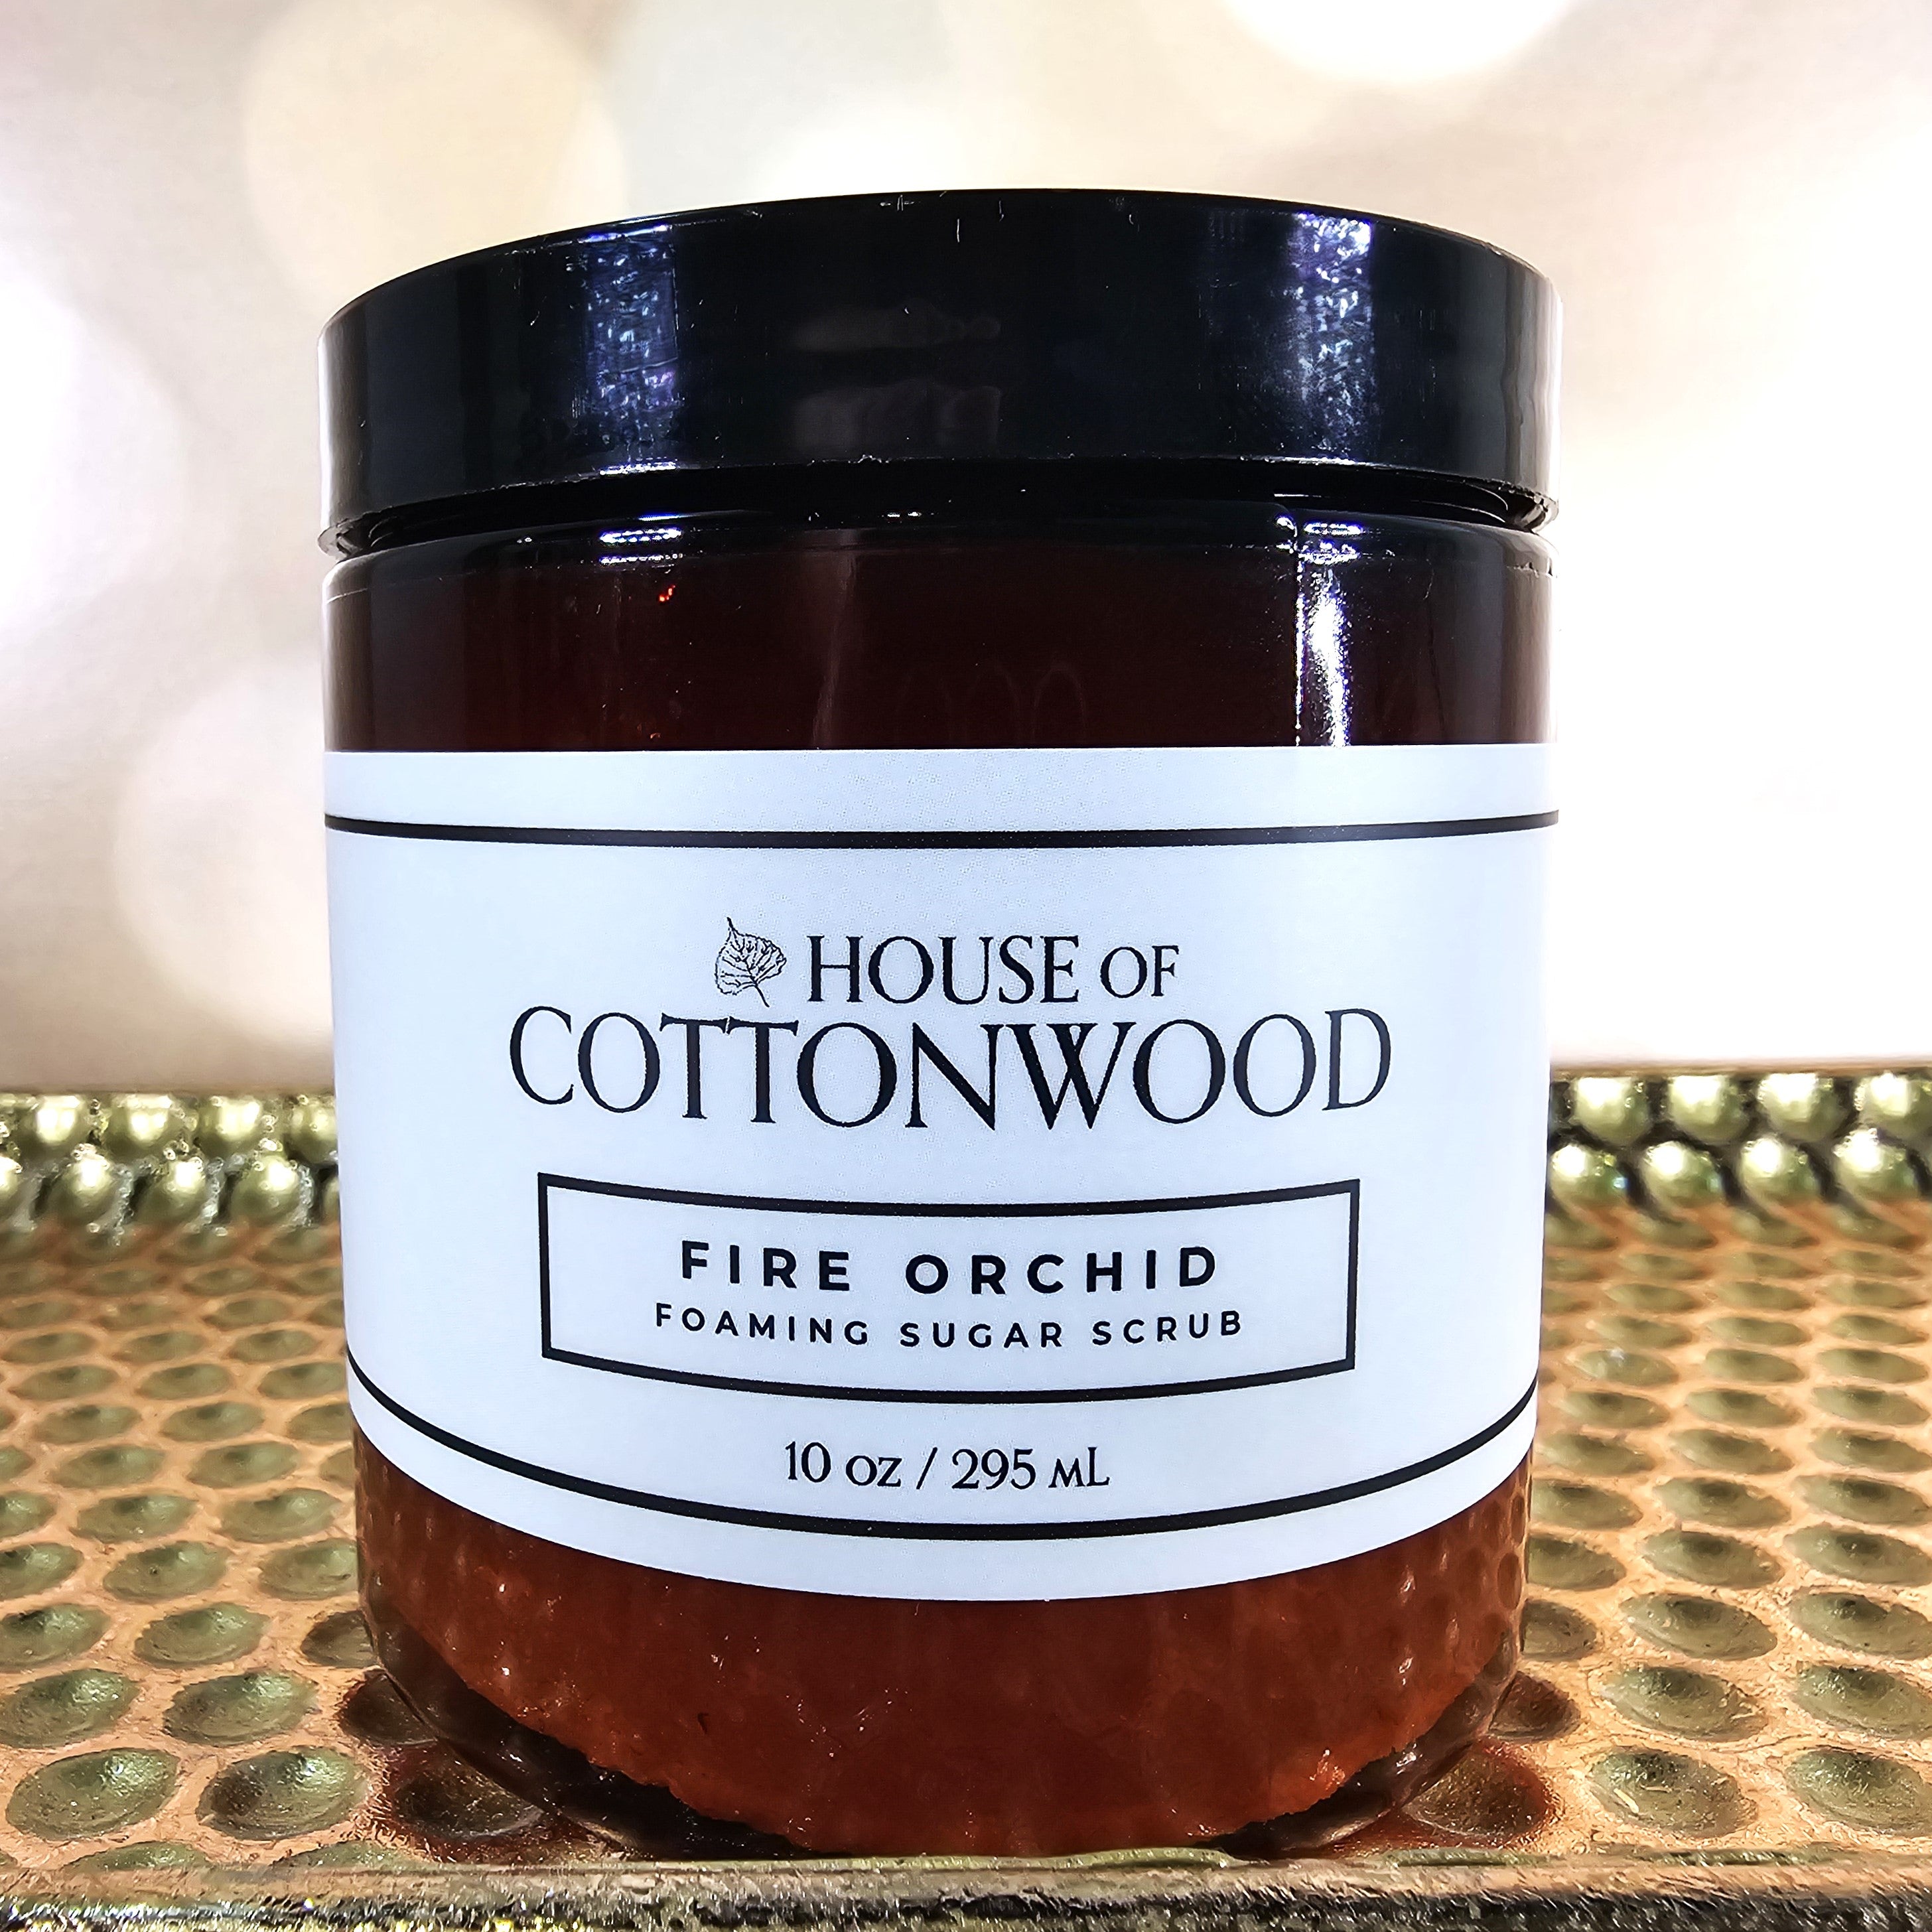 HOUSE OF
COTTONWOOD
FIRE ORCHID
FOAMING SUGAR SCRUB
10 oz / 295 mL